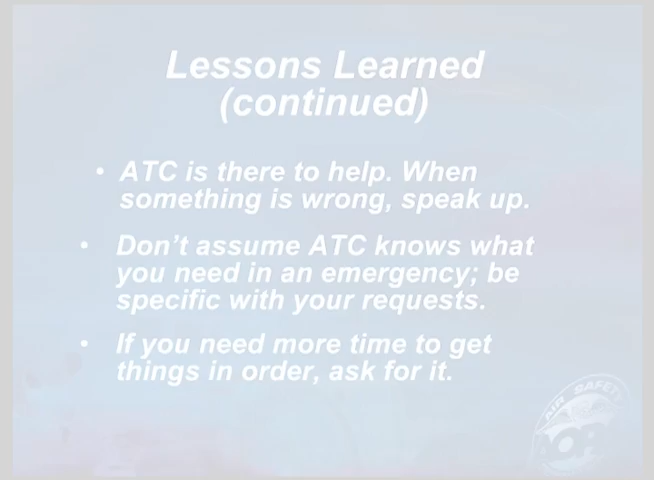 Lessons Learned
(continued)
• ATC is there to help. When
something is wrong, speak up.
• Don't assume ATC knows what
you need in an emergency; be
specific with your requests.
• If you need more time to get
things in order, ask for it.
AIR SAFETY